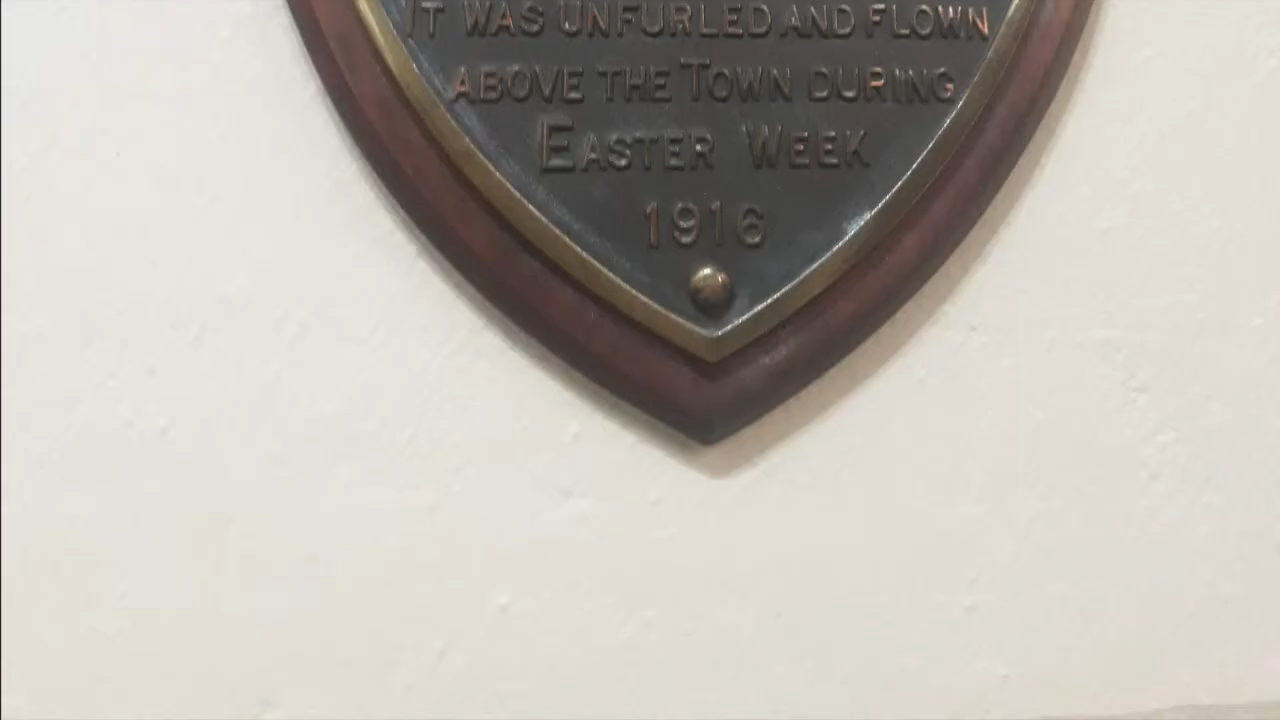 IT WAS UNFURLED AND FLOWN
ABOVE THE TOWN DURING
EASTER WEEK
1916